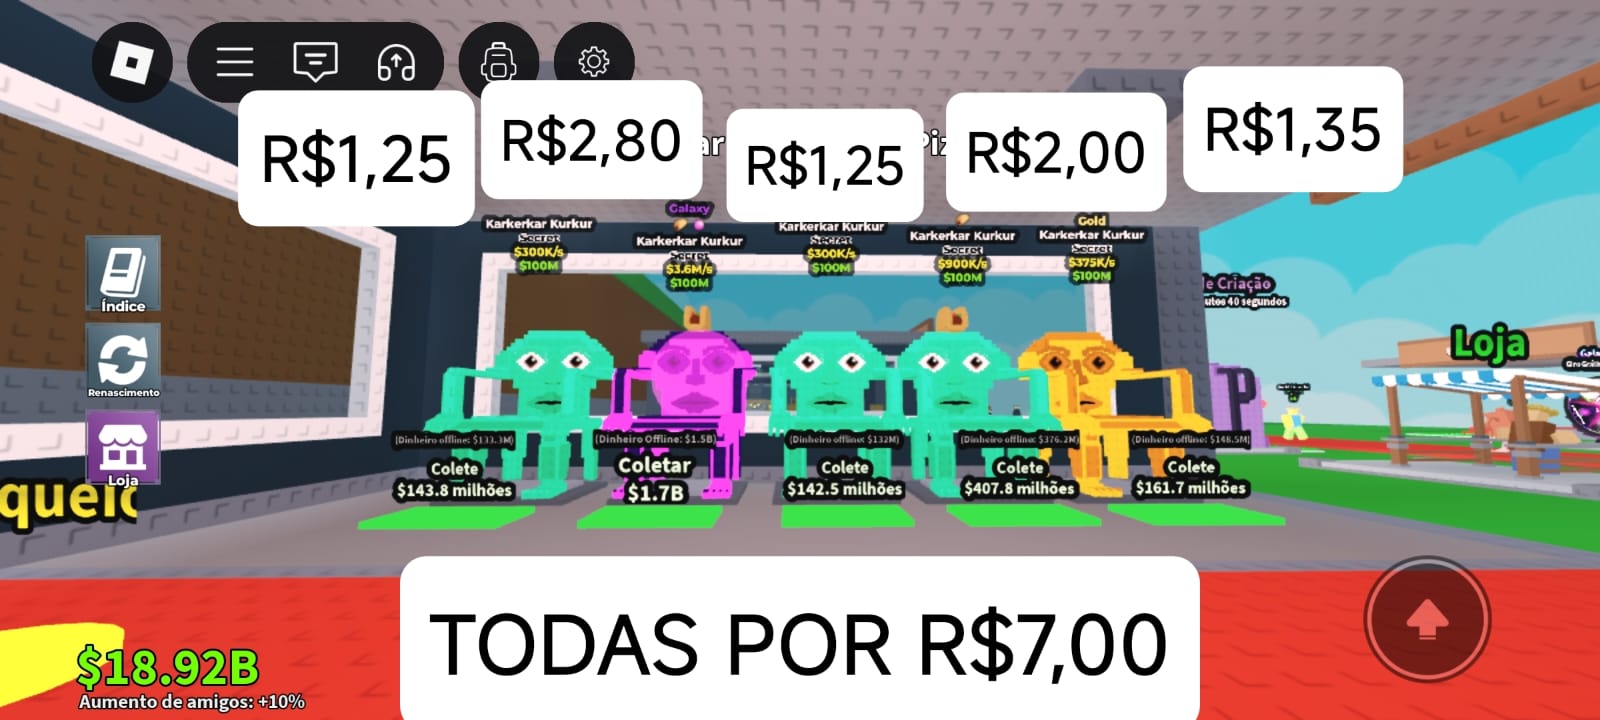 R$1,25
R$2,80
R$1,25
R$2,00
R$1,35
Karkerkar Kurkur
Secret
$300K/s
$100M
Galaxy
Karkerkar Kurkur
Secret
$3.6M/s
$100M
Karkerkar Kurkur
Secret
$300K/s
$100M
Karkerkar Kurkur
Secret
$900K/s
$100M
Gold
Karkerkar Kurkur
Secret
$375K/s
$100M
Índice
Renascimento
Loja
e Criação
utos 40 segundos
Loja
(Dinheiro offline: $133.3M)
Colete
$143.8 milhões
(Dinheiro Offline: $1.5B)
Coletar
$1.7B
(Dinheiro offline: $132M)
Colete
$142.5 milhões
(Dinheiro offline: $376.2M)
Colete
$407.8 milhões
(Dinheiro offline: $148.5M)
Colete
$161.7 milhões
TODAS POR R$7,00
$18.92B
Aumento de amigos: +10%